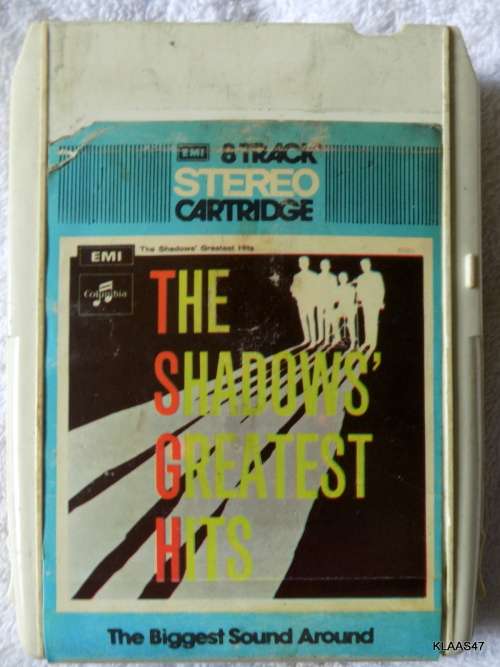 EMI 8 TRACK
STEREO
CARTRIDGE
The Shadows' Greatest Hits
EMI
Columbia
THE
SHADOWS'
GREATEST
HITS
The Biggest Sound Around
KLAAS47